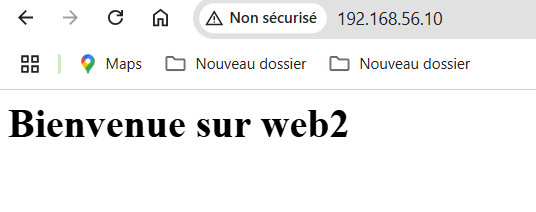 Non sécurisé 192.168.56.10
Maps Nouveau dossier Nouveau dossier
Bienvenue sur web2